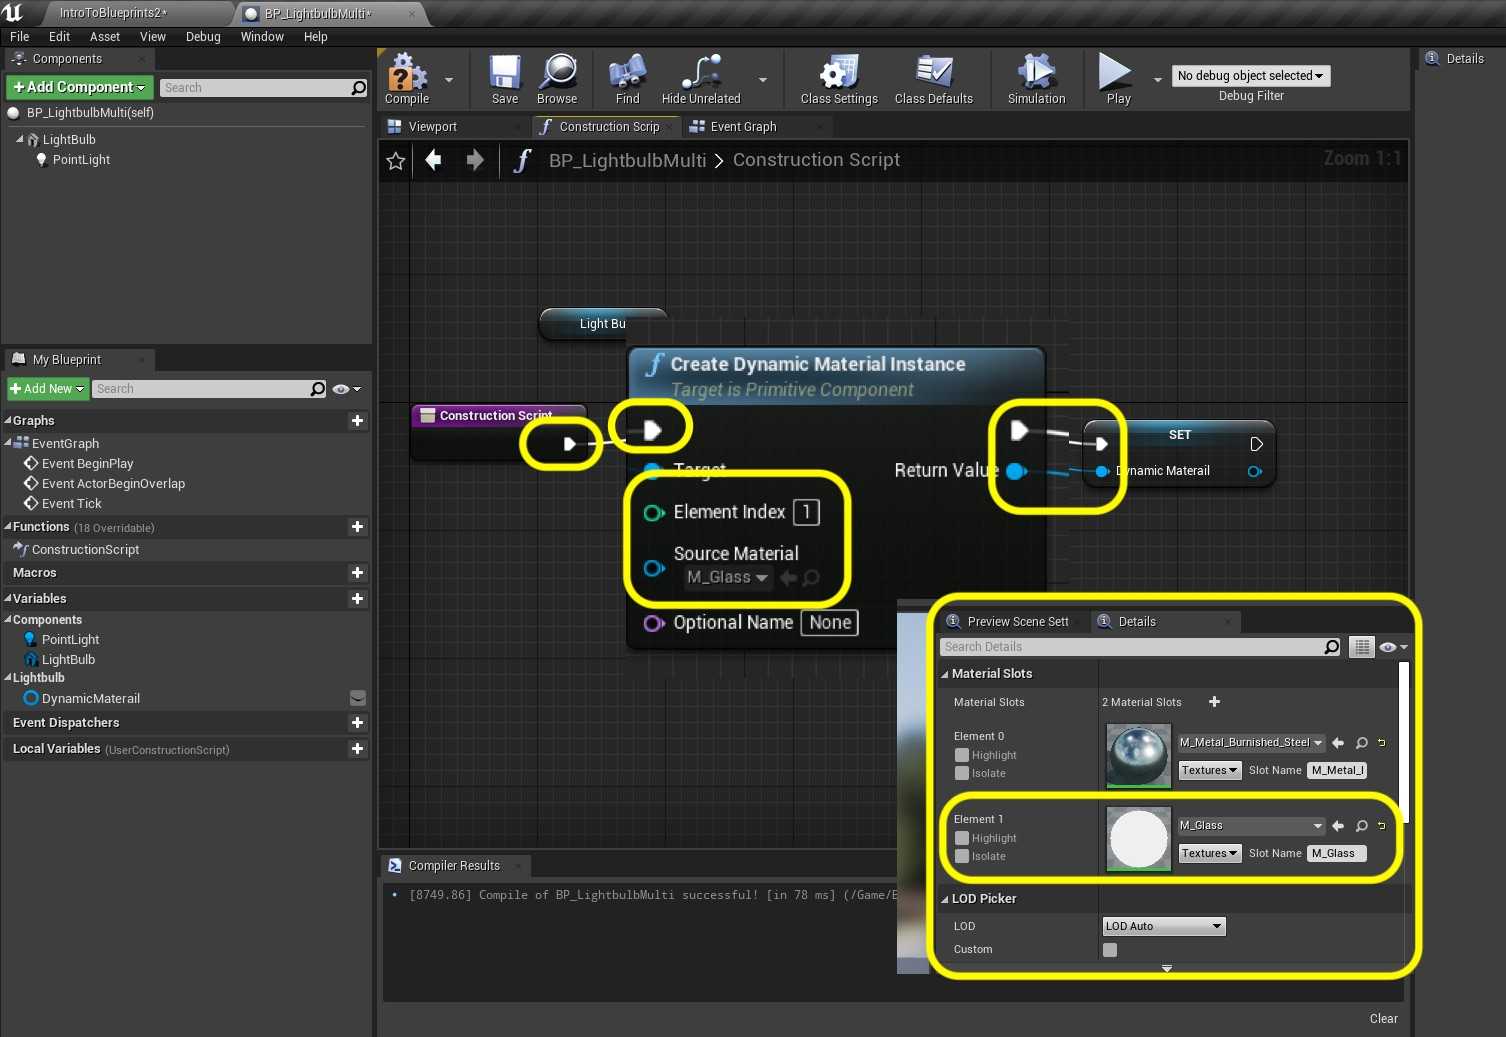 IntroToBlueprints2*
BP_LightbulbMulti*
File Edit Asset View Debug Window Help
Components
+Add Component
Search
BP_LightbulbMulti(self)
LightBulb
PointLight
Compile
Save
Browse
Find
Hide Unrelated
Class Settings
Class Defaults
Simulation
Play
No debug object selected
Debug Filter
Details
Viewport
Construction Scrip
Event Graph
BP_LightbulbMulti > Construction Script
Zoom 1:1
My Blueprint
+Add New
Search
Graphs
EventGraph
Event BeginPlay
Event ActorBeginOverlap
Event Tick
Functions (18 Overridable)
ConstructionScript
Macros
Variables
Components
PointLight
LightBulb
Lightbulb
DynamicMaterail
Event Dispatchers
Local Variables (UserConstructionScript)
Light Bu
Construction Script
Create Dynamic Material Instance
Target is Primitive Component
Target
Return Value
Element Index 1
Source Material
M_Glass
Optional Name None
SET
Dynamic Materail
Preview Scene Sett
Details
Search Details
Material Slots
Material Slots 2 Material Slots
Element 0
Highlight
Isolate
M_Metal_Burnished_Steel
Textures Slot Name M_Metal_
Element 1
Highlight
Isolate
M_Glass
Textures Slot Name M_Glass
LOD Picker
LOD LOD Auto
Custom
Compiler Results
[8749.86] Compile of BP_LightbulbMulti successful! [in 78 ms] (/Game/B
Clear